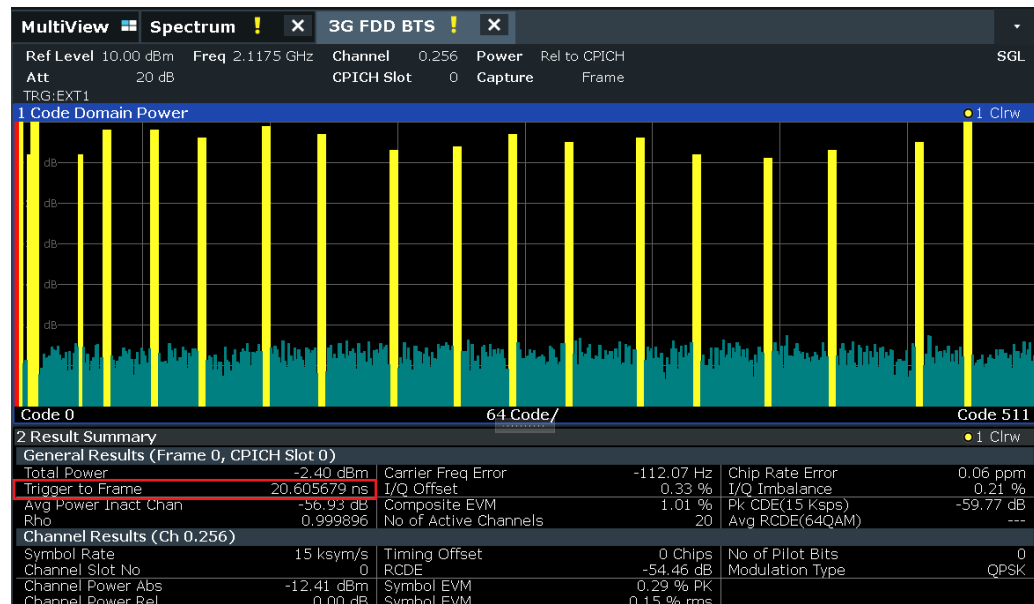 MultiView Spectrum ! X 3G FDD BTS ! X
Ref Level 10.00 dBm Freq 2.1175 GHz Channel 0.256 Power Rel to CPICH SGL
Att 20 dB CPICH Slot 0 Capture Frame
TRG:EXT1
1 Code Domain Power 1 Clrw
dB
dB
dB
dB
dB
Code 0 64 Code/ Code 511
2 Result Summary 1 Clrw
General Results (Frame 0, CPICH Slot 0)
Total Power -2.40 dBm Carrier Freq Error -112.07 Hz Chip Rate Error 0.06 ppm
Trigger to Frame 20.605679 ns I/Q Offset 0.33 % I/Q Imbalance 0.21 %
Avg Power Inact Chan -56.93 dB Composite EVM 1.01 % Pk CDE(15 Ksps) -59.77 dB
Rho 0.999896 No of Active Channels 20 Avg RCDE(64QAM) ---
Channel Results (Ch 0.256)
Symbol Rate 15 ksym/s Timing Offset 0 Chips No of Pilot Bits 0
Channel Slot No 0 RCDE -54.46 dB Modulation Type QPSK
Channel Power Abs -12.41 dBm Symbol EVM 0.29 % PK
Channel Power Rel 0.00 dB Symbol EVM 0.15 % rms